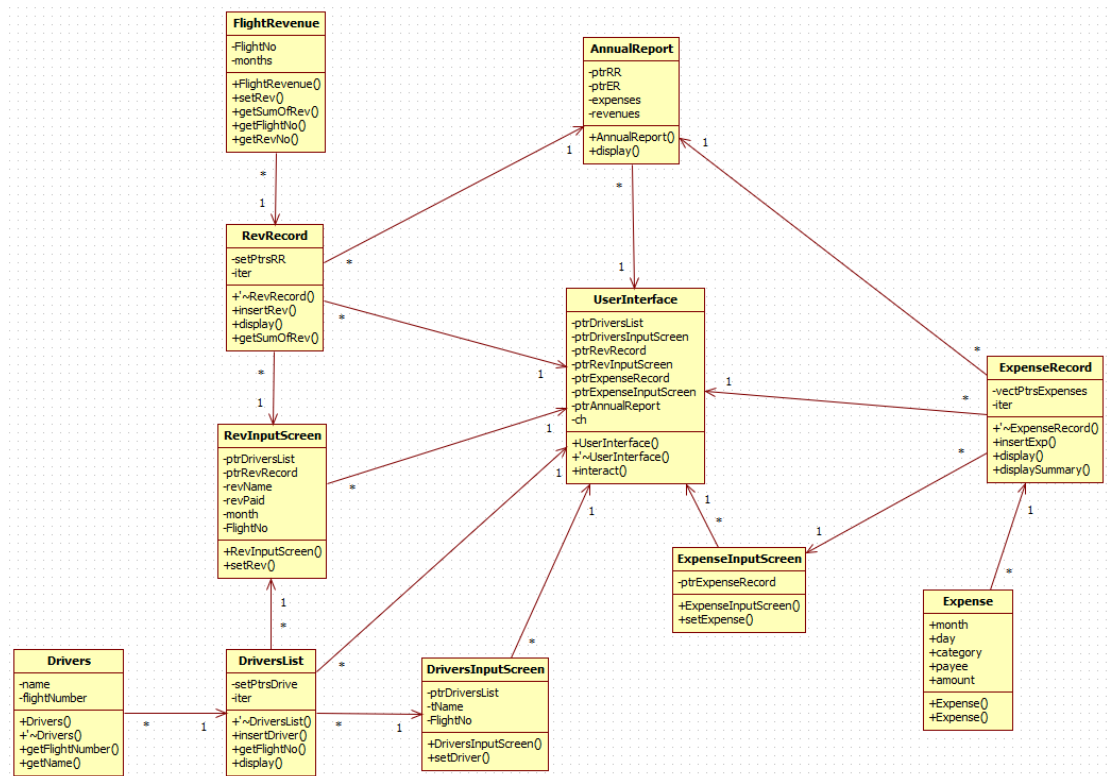 FlightRevenue
-FlightNo
-months
+FlightRevenue()
+setRev()
+getSumOfRev()
+getFlightNo()
+getRevNo()
*
1
AnnualReport
-ptrRR
-ptrER
-expenses
-revenues
+AnnualReport()
+display()
1
*
1
*
1
*
RevRecord
-setPtrsRR
-iter
+'~RevRecord()
+insertRev()
+display()
+getSumOfRev()
*
*
1
*
1
UserInterface
-ptrDriversList
-ptrDriversInputScreen
-ptrRevRecord
-ptrRevInputScreen
-ptrExpenseRecord
-ptrExpenseInputScreen
-ptrAnnualReport
-ch
+UserInterface()
+'~UserInterface()
+interact()
1
*
ExpenseRecord
-vectPtrsExpenses
-iter
+'~ExpenseRecord()
+insertExp()
+display()
+displaySummary()
RevInputScreen
-ptrDriversList
-ptrRevRecord
-revName
-revPaid
-month
-FlightNo
+RevInputScreen()
+setRev()
1
*
1
*
1
*
1
*
1
*
1
*
ExpenseInputScreen
-ptrExpenseRecord
+ExpenseInputScreen()
+setExpense()
1
*
Expense
+month
+day
+category
+payee
+amount
+Expense()
+Expense()
Drivers
-name
-flightNumber
+Drivers()
+'~Drivers()
+getFlightNumber()
+getName()
*
1
DriversList
-setPtrsDrive
-iter
+'~DriversList()
+insertDriver()
+getFlightNo()
+display()
*
1
DriversInputScreen
-ptrDriversList
-tName
-FlightNo
+DriversInputScreen()
+setDriver()